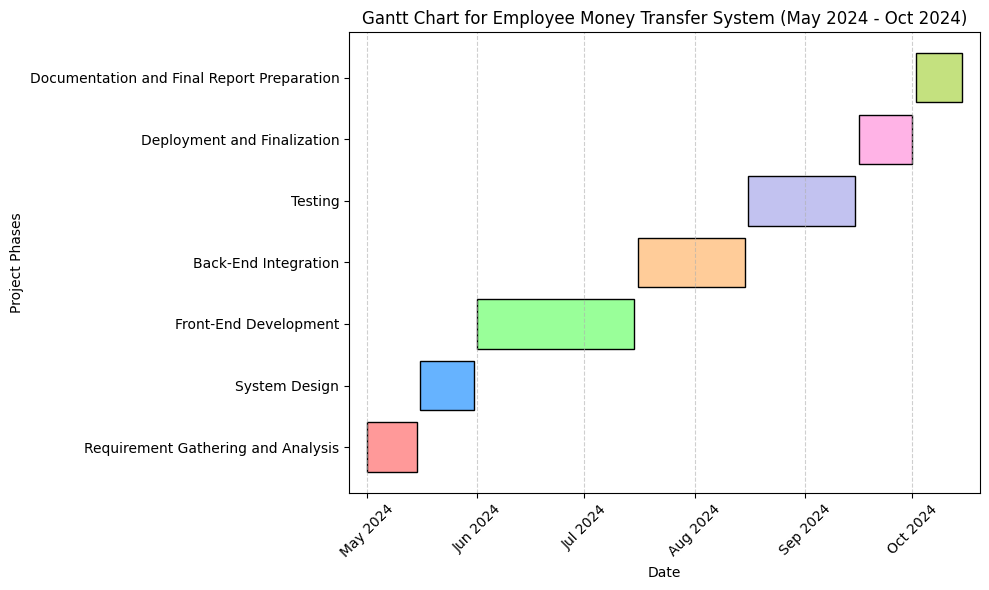 Gantt Chart for Employee Money Transfer System (May 2024 - Oct 2024)
Project Phases
Documentation and Final Report Preparation
Deployment and Finalization
Testing
Back-End Integration
Front-End Development
System Design
Requirement Gathering and Analysis
May 2024
Jun 2024
Jul 2024
Aug 2024
Sep 2024
Oct 2024
Date